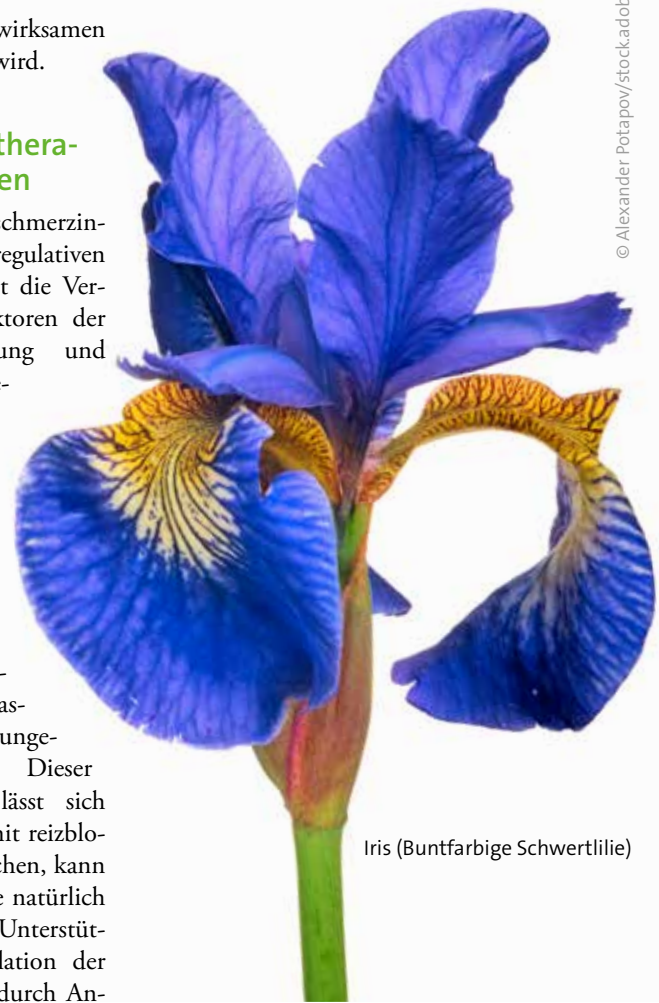 wirksamen
wird.
thera-
en
schmerzin-
regulativen
t die Ver-
ktoren der
ung und
e-
-
as-
unge-
Dieser
lässt sich
nit reizblo-
chen, kann
e natürlich
Unterstüt-
lation der
durch An-
© Alexander Potapov/stock.adob
Iris (Buntfarbige Schwertlilie)